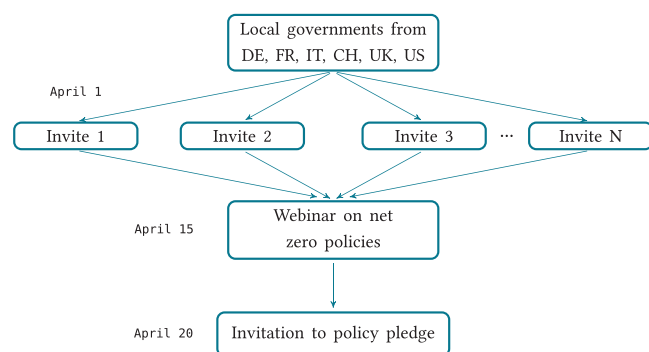 Local governments from
DE, FR, IT, CH, UK, US
April 1
Invite 1
Invite 2
Invite 3
...
Invite N
Webinar on net
zero policies
April 15
April 20
Invitation to policy pledge